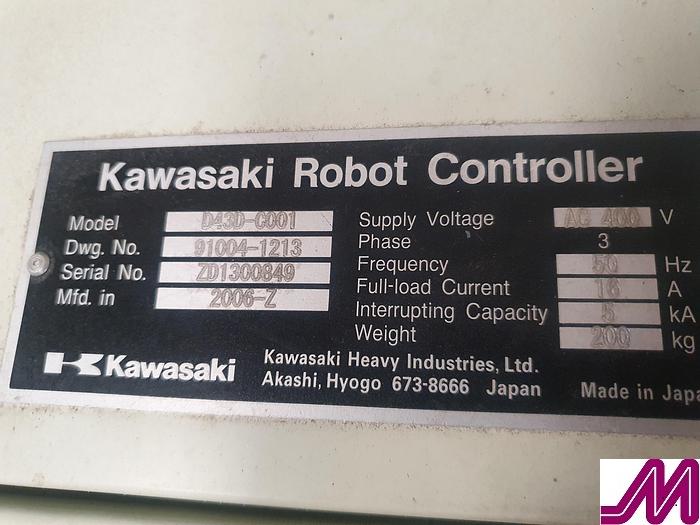 Kawasaki Robot Controller
Model D43D-C001
Dwg. No. 91004-1213
Serial No. ZD1300849
Mfd. in 2006-Z
Supply Voltage AC 400 V
Phase 3
Frequency 50 Hz
Full-load Current 16 A
Interrupting Capacity 5 kA
Weight 200 kg
Kawasaki
Kawasaki Heavy Industries, Ltd.
Akashi, Hyogo 673-8666 Japan
Made in Japa
M